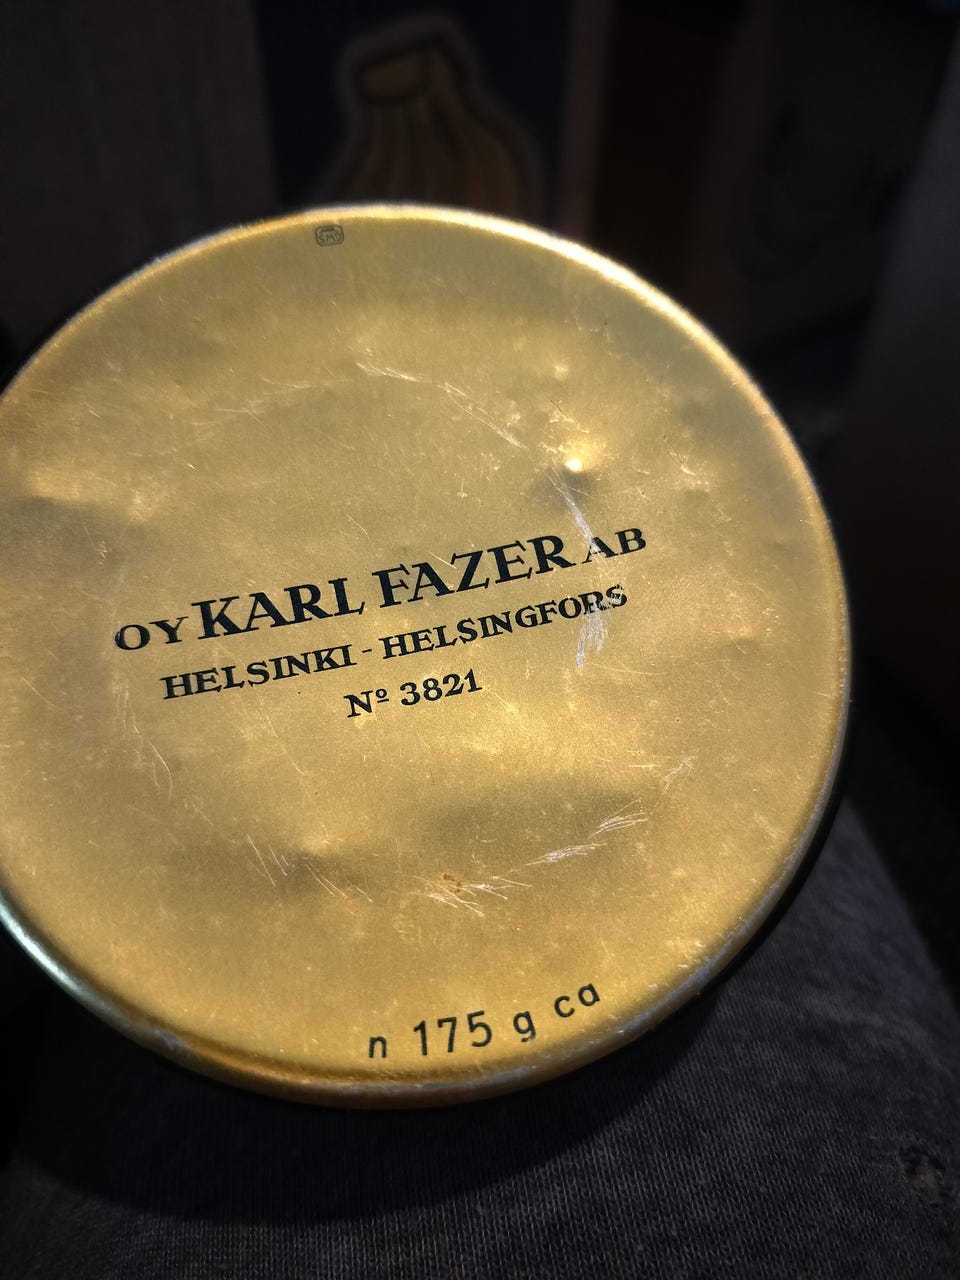 OY KARL FAZER AB
HELSINKI - HELSINGFORS
Nº 3821
n 175 g ca